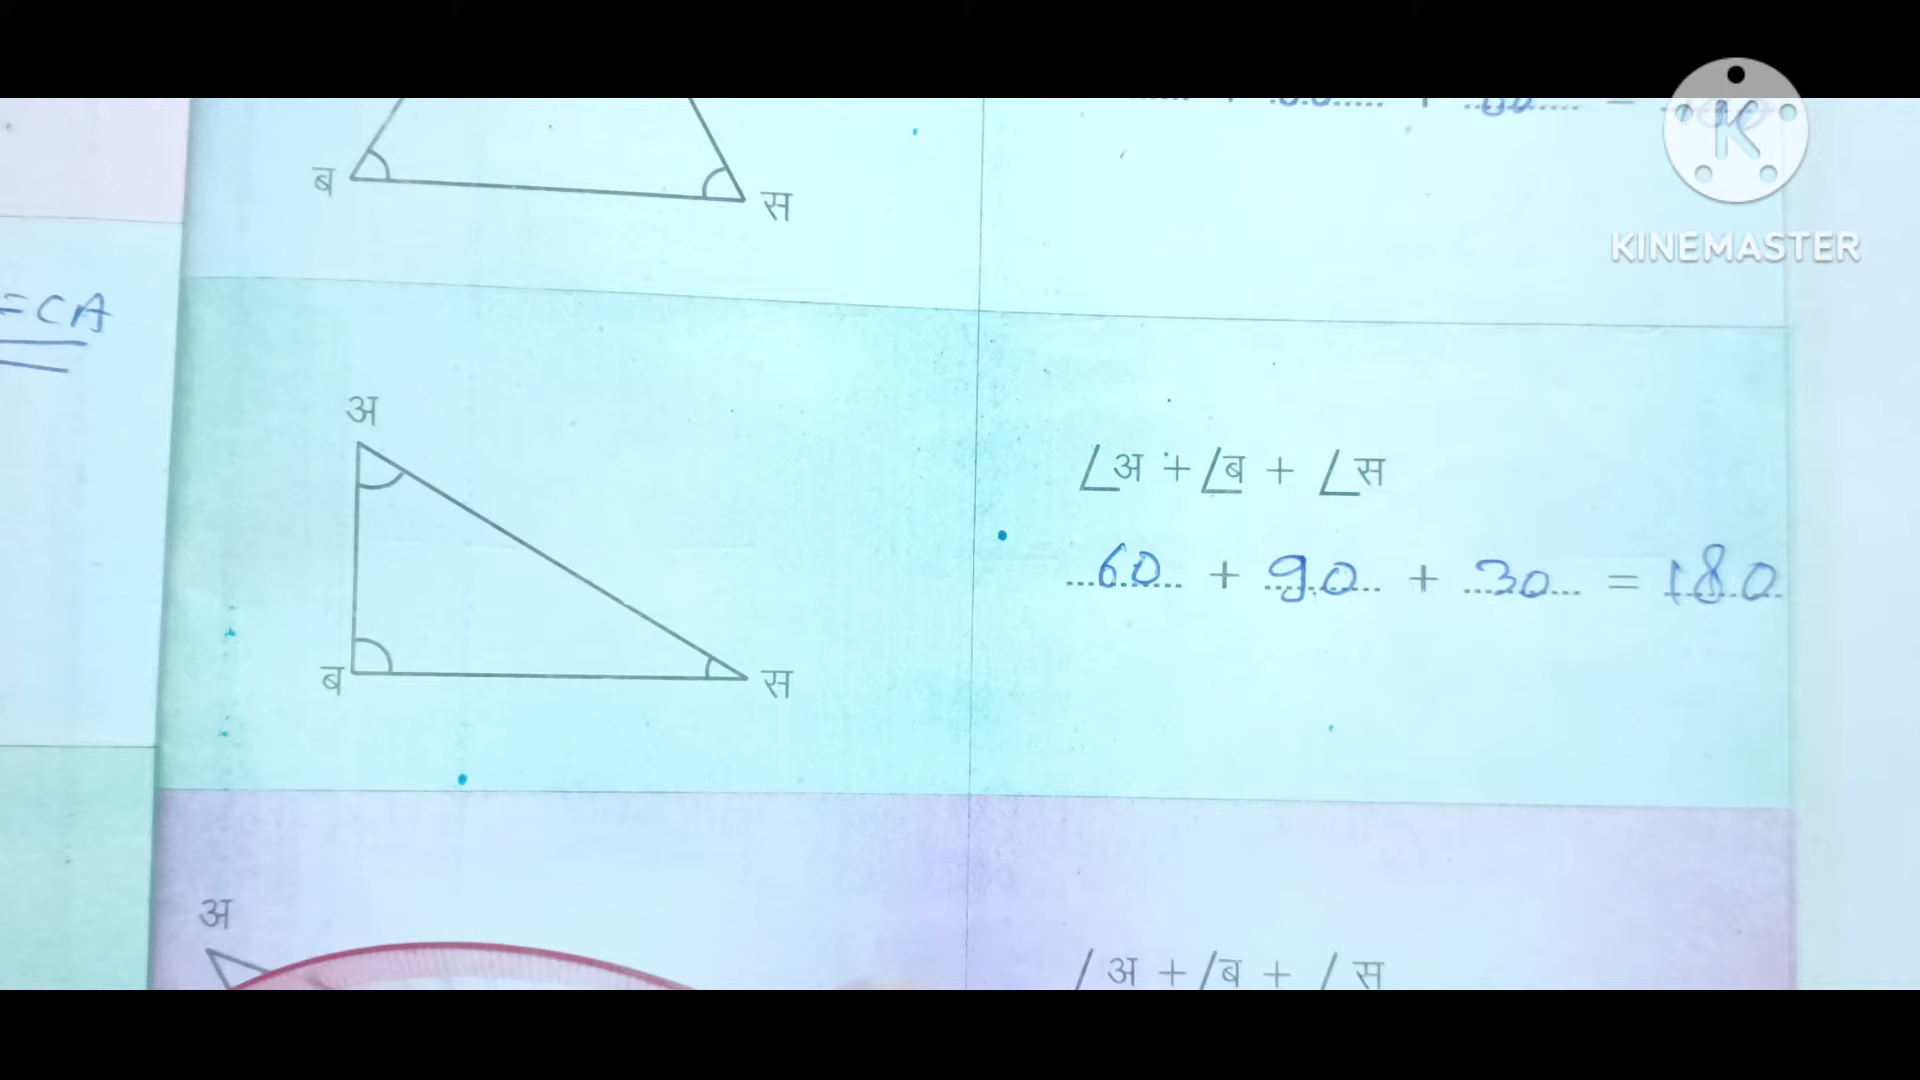 ब
स
KINEMASTER
=CA
अ
∠अ + ∠ब + ∠स
60 + 90 + 30 = 180
ब
स
अ
∠अ + ∠ब + ∠स